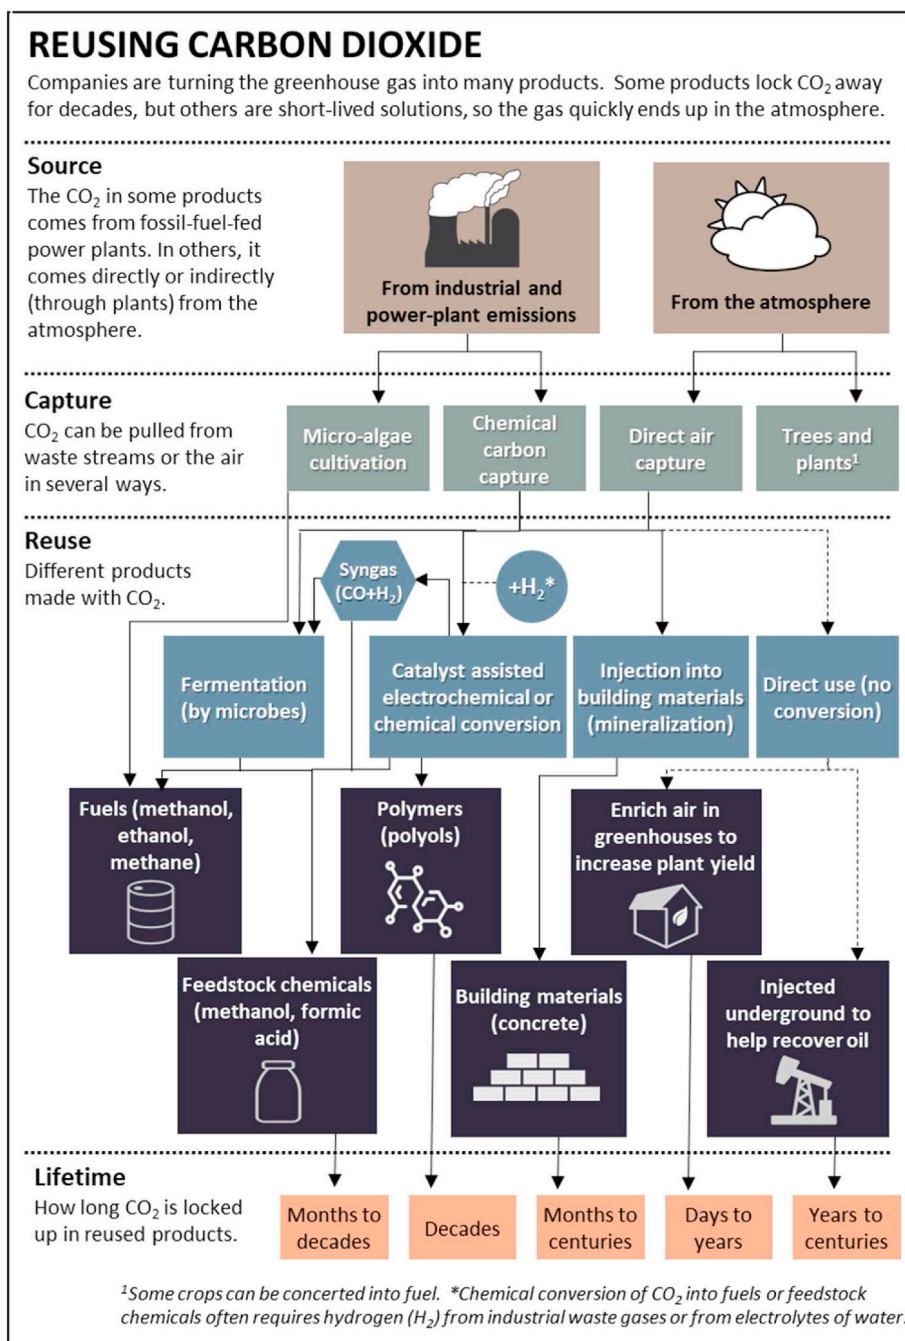 REUSING CARBON DIOXIDE
Companies are turning the greenhouse gas into many products. Some products lock CO₂ away
for decades, but others are short-lived solutions, so the gas quickly ends up in the atmosphere.
Source
The CO₂ in some products
comes from fossil-fuel-fed
power plants. In others, it
comes directly or indirectly
(through plants) from the
atmosphere.
From industrial and
power-plant emissions
From the atmosphere
Capture
CO₂ can be pulled from
waste streams or the air
in several ways.
Micro-algae
cultivation
Chemical
carbon
capture
Direct air
capture
Trees and
plants¹
Reuse
Different products
made with CO₂.
Syngas
(CO+H₂)
+H₂*
Fermentation
(by microbes)
Catalyst assisted
electrochemical or
chemical conversion
Injection into
building materials
(mineralization)
Direct use (no
conversion)
Fuels (methanol,
ethanol,
methane)
Polymers
(polyols)
Enrich air in
greenhouses to
increase plant yield
Feedstock chemicals
(methanol, formic
acid)
Building materials
(concrete)
Injected
underground to
help recover oil
Lifetime
How long CO₂ is locked
up in reused products.
Months to
decades
Decades
Months to
centuries
Days to
years
Years to
centuries
¹Some crops can be concerted into fuel. *Chemical conversion of CO₂ into fuels or feedstock
chemicals often requires hydrogen (H₂) from industrial waste gases or from electrolytes of water.